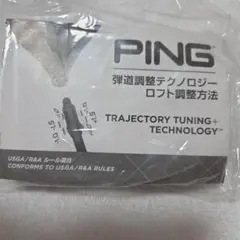 PING
弾道調整テクノロジー
ロフト調整方法
TRAJECTORY TUNING+
TECHNOLOGY™
USGA/R&A ルール適合
CONFORMS TO USGA/R&A RULES